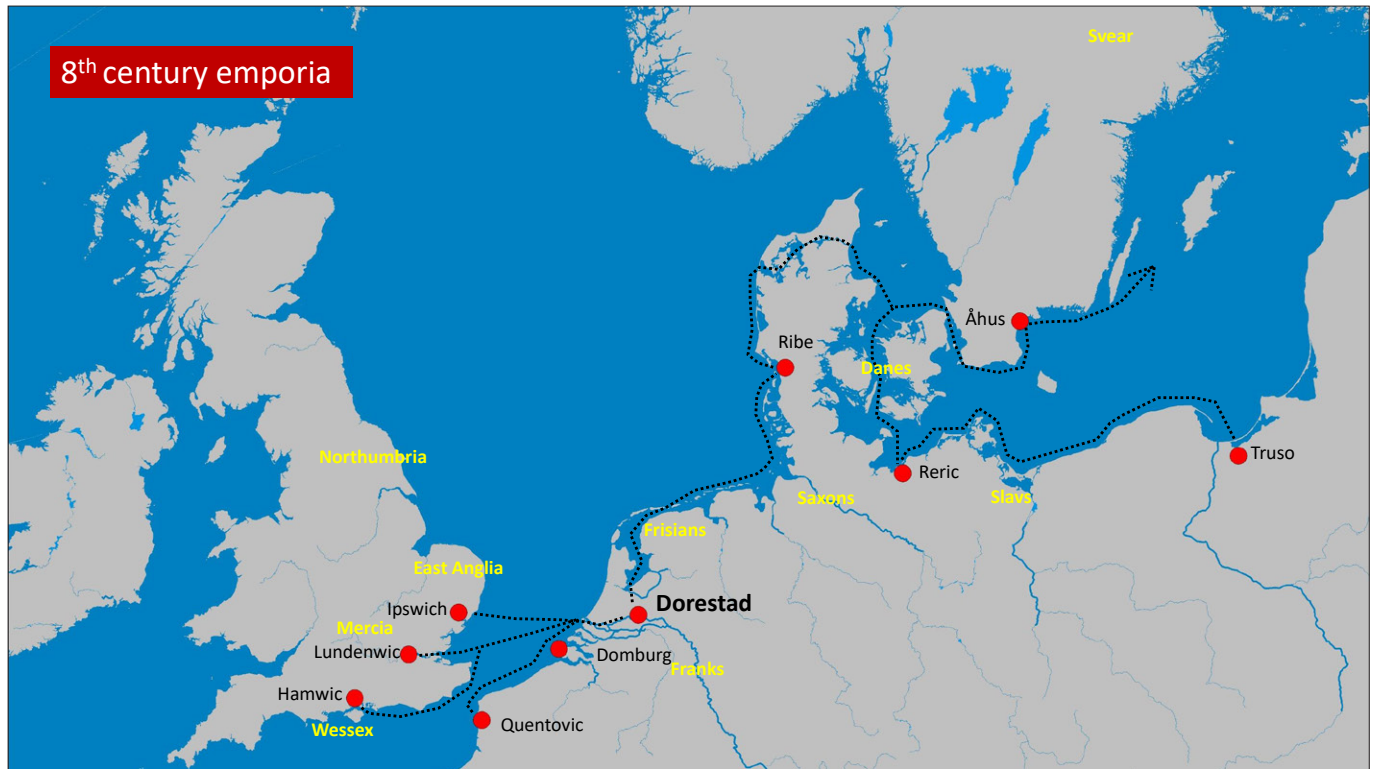 Svear
8th century emporia
Åhus
Ribe
Danes
Northumbria
Truso
Reric
Saxons
Slavs
Frisians
East Anglia
Dorestad
Ipswich
Mercia
Lundenwic
Domburg
Franks
Hamwic
Quentovic
Wessex